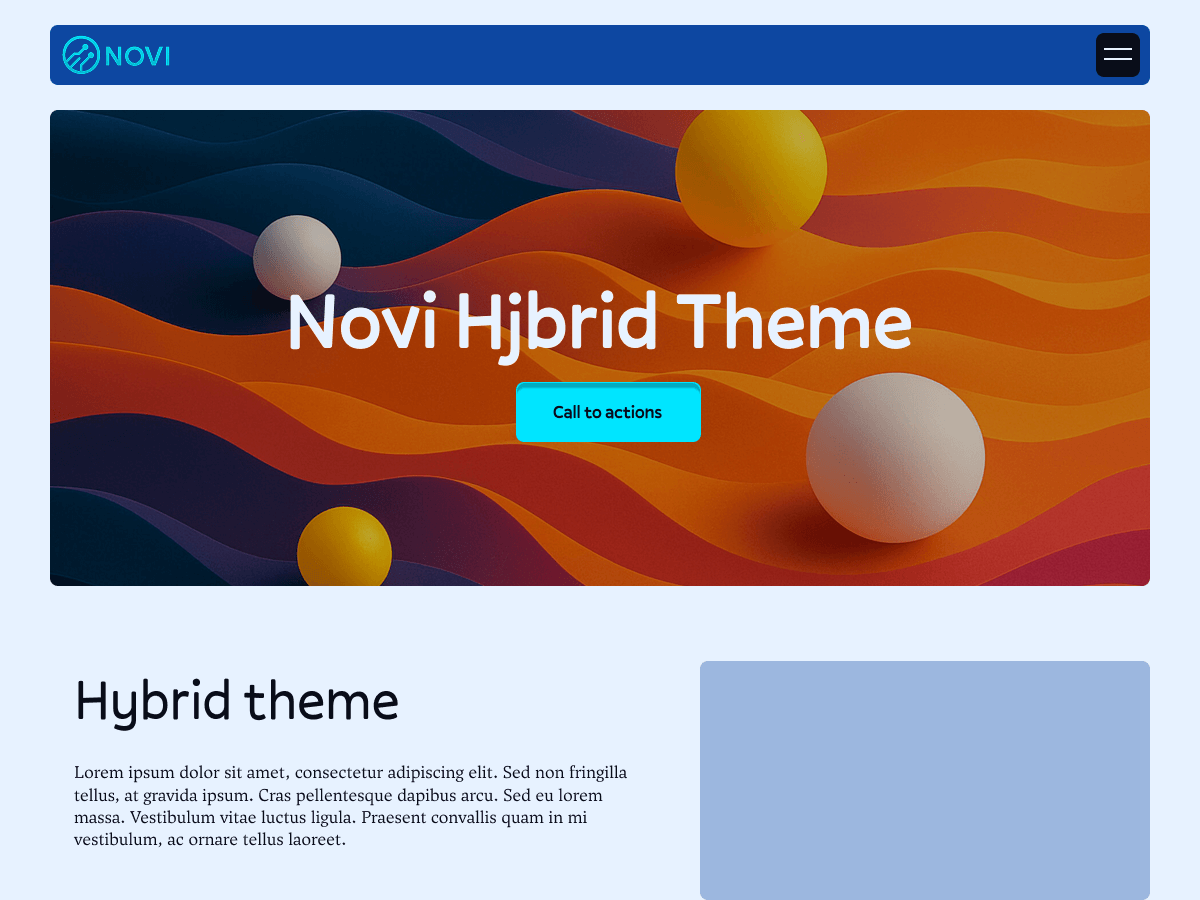 NOVI
Novi Hjbrid Theme
Call to actions
Hybrid theme
Lorem ipsum dolor sit amet, consectetur adipiscing elit. Sed non fringilla
tellus, at gravida ipsum. Cras pellentesque dapibus arcu. Sed eu lorem
massa. Vestibulum vitae luctus ligula. Praesent convallis quam in mi
vestibulum, ac ornare tellus laoreet.